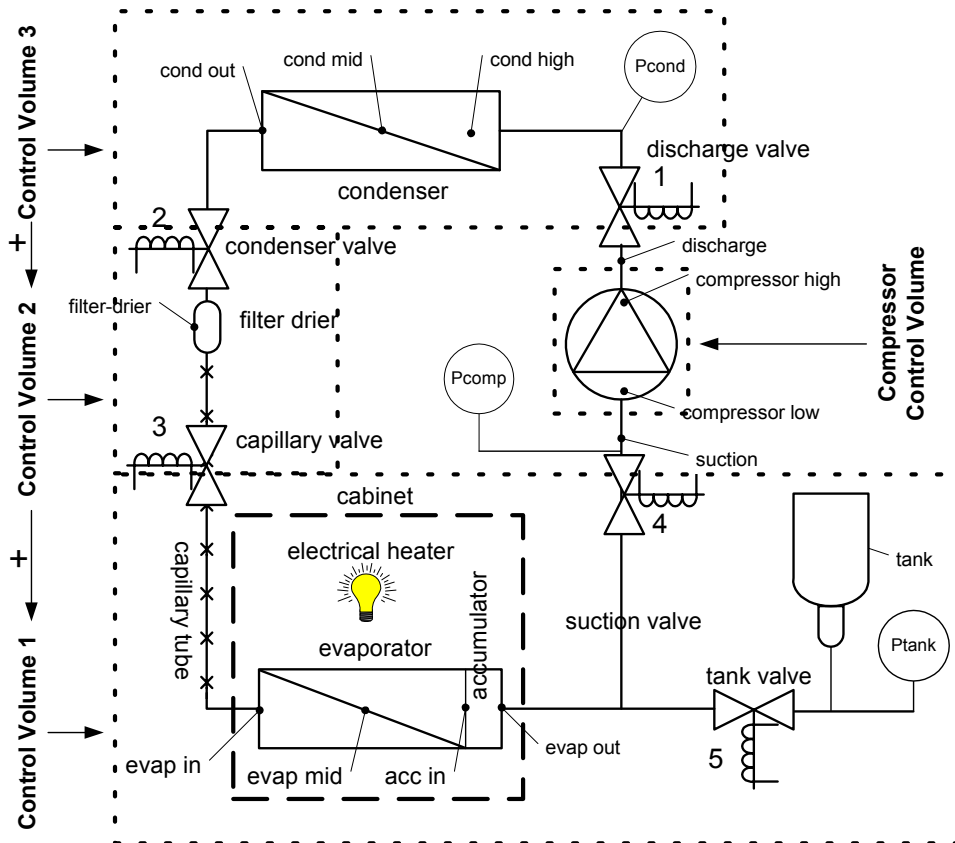 Control Volume 3
+
Control Volume 2
+
Control Volume 1
cond out
cond mid
cond high
Pcond
condenser
discharge valve
1
2
condenser valve
discharge
filter-drier
filter drier
compressor high
Compressor
Control Volume
Pcomp
compressor low
3
capillary valve
suction
cabinet
4
electrical heater
tank
capillary tube
suction valve
evaporator
accumulator
Ptank
tank valve
evap in
evap mid
acc in
evap out
5